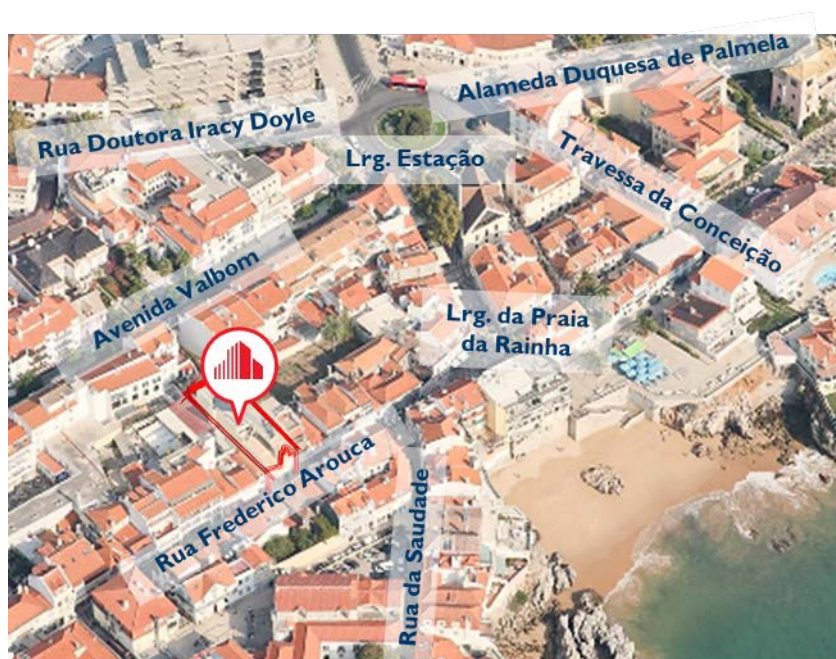 Alameda Duquesa de Palmela
Rua Doutora Iracy Doyle
Lrg. Estação
Travessa da Conceição
Avenida Valbom
Lrg. da Praia
da Rainha
Rua Frederico Arouca
Rua da Saudade